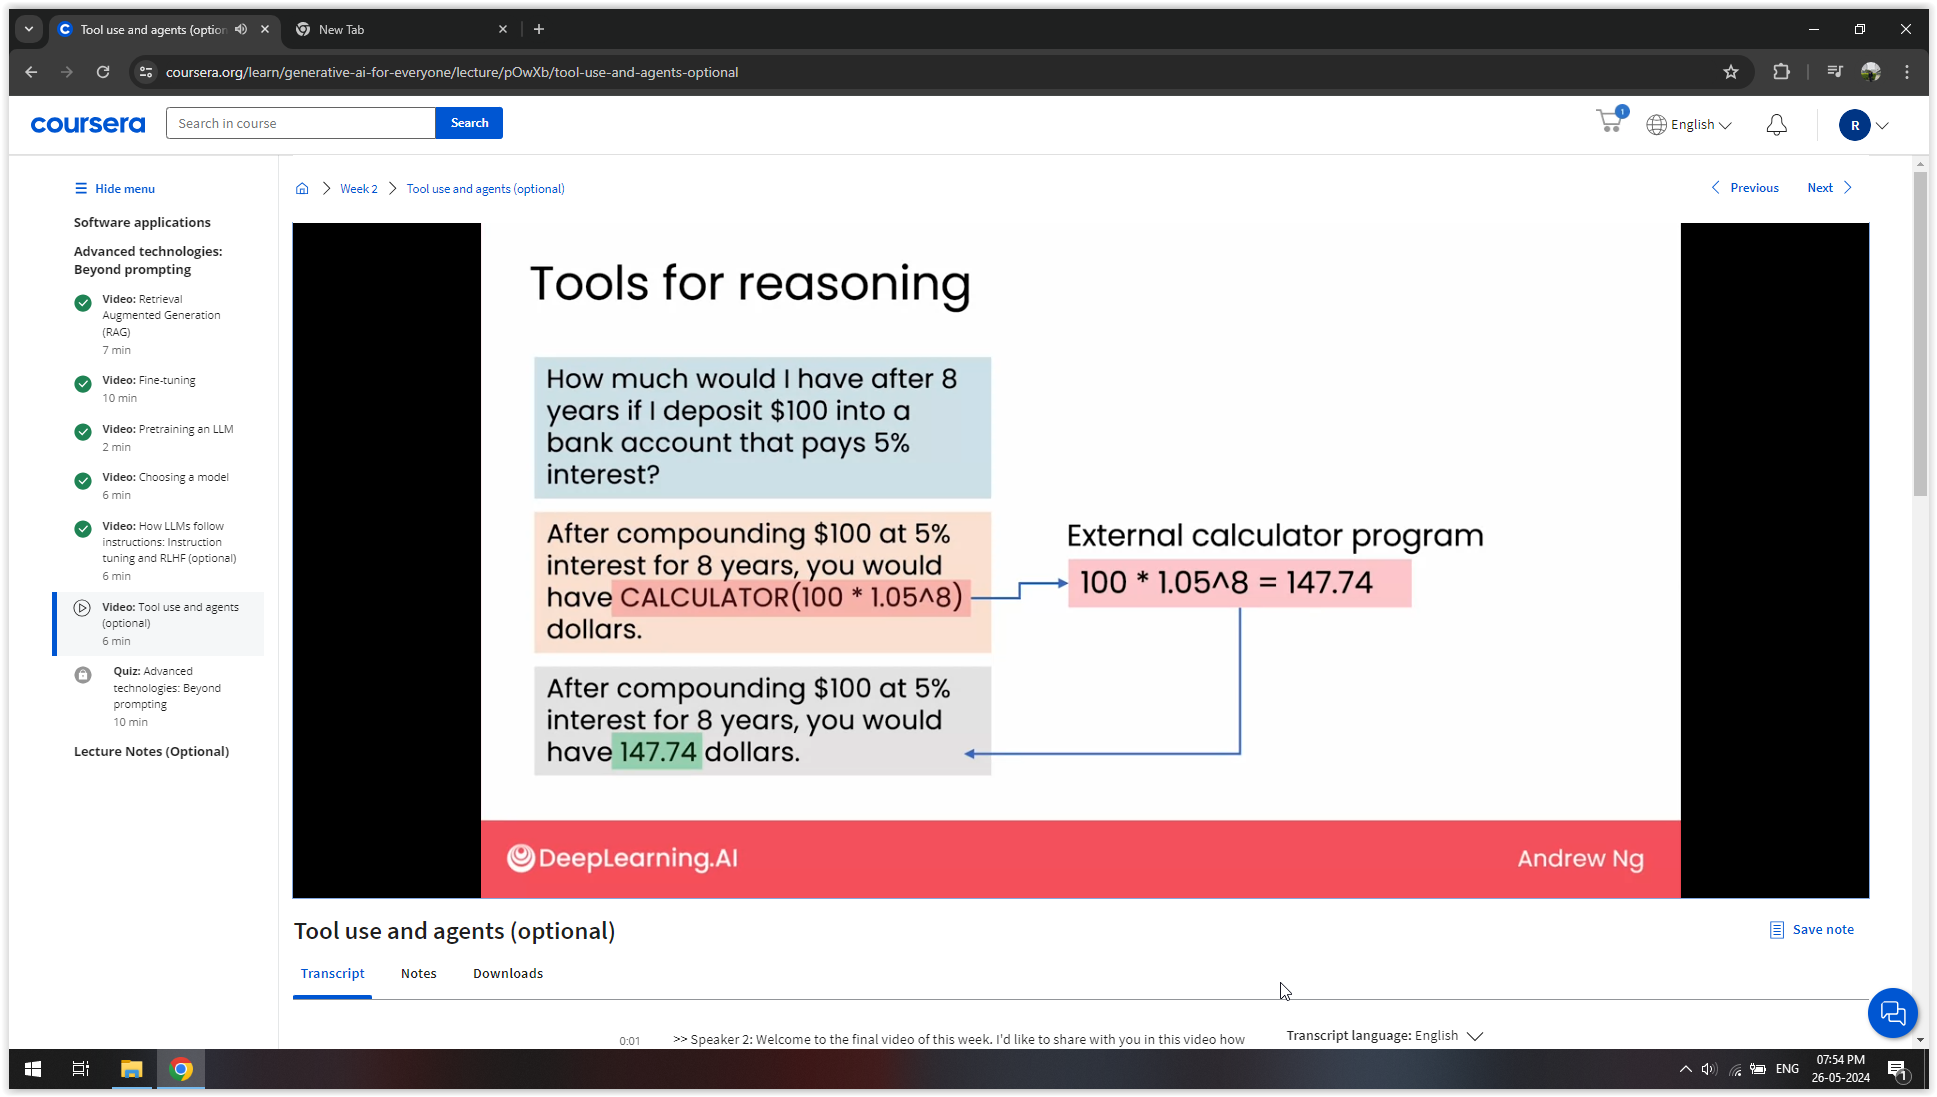 Tool use and agents (option
New Tab
coursera.org/learn/generative-ai-for-everyone/lecture/pOwXb/tool-use-and-agents-optional
coursera
Search in course
Search
1
English
R
Hide menu
Software applications
Advanced technologies:
Beyond prompting
Video: Retrieval
Augmented Generation
(RAG)
7 min
Video: Fine-tuning
10 min
Video: Pretraining an LLM
2 min
Video: Choosing a model
6 min
Video: How LLMs follow
instructions: Instruction
tuning and RLHF (optional)
6 min
Video: Tool use and agents
(optional)
6 min
Quiz: Advanced
technologies: Beyond
prompting
10 min
Lecture Notes (Optional)
Week 2
Tool use and agents (optional)
Previous
Next
Tools for reasoning
How much would I have after 8
years if I deposit $100 into a
bank account that pays 5%
interest?
After compounding $100 at 5%
interest for 8 years, you would
have CALCULATOR(100 * 1.05^8)
dollars.
External calculator program
100 * 1.05^8 = 147.74
After compounding $100 at 5%
interest for 8 years, you would
have 147.74 dollars.
DeepLearning.AI
Andrew Ng
Tool use and agents (optional)
Save note
Transcript
Notes
Downloads
0:01
>> Speaker 2: Welcome to the final video of this week. I'd like to share with you in this video how
Transcript language: English
ENG
07:54 PM
26-05-2024
1